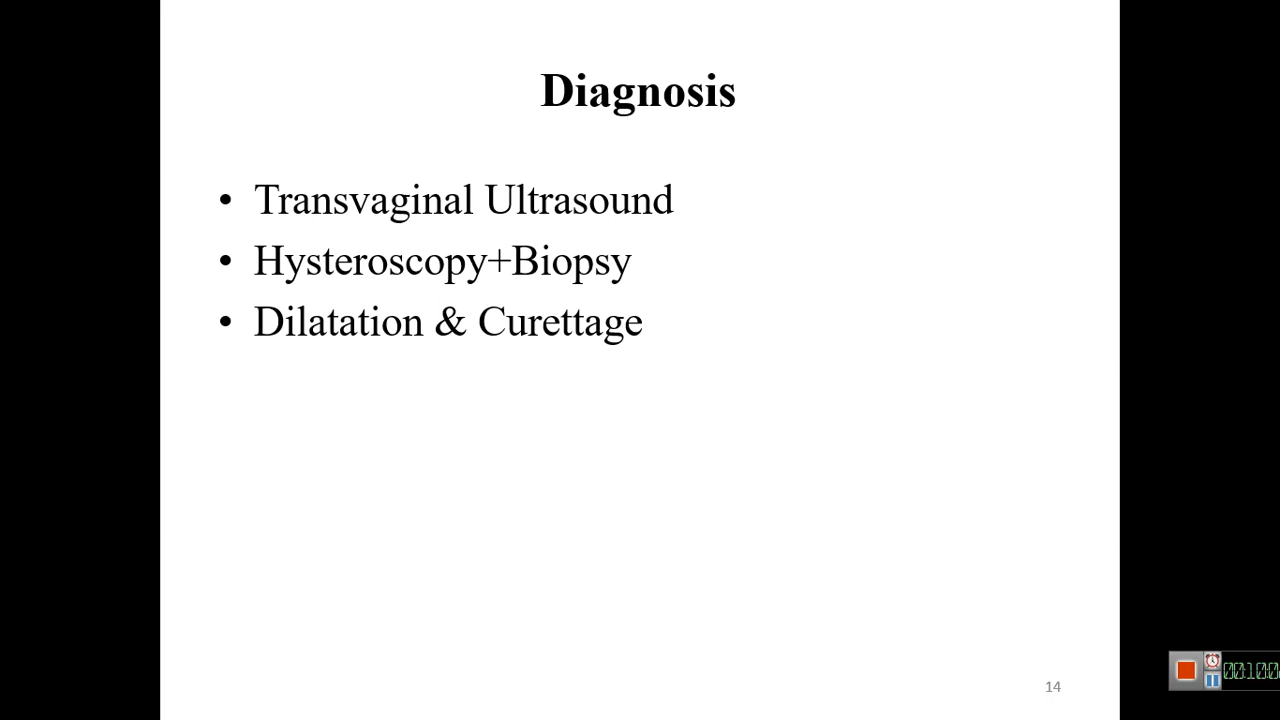 Diagnosis
• Transvaginal Ultrasound
• Hysteroscopy+Biopsy
• Dilatation & Curettage
14